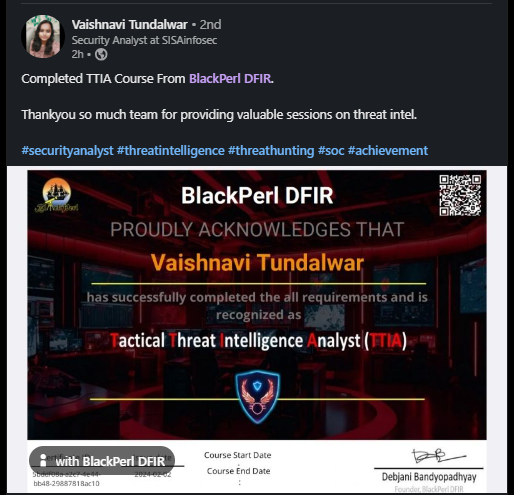 Vaishnavi Tundalwar • 2nd
Security Analyst at SISAinfosec
2h •
Completed TTIA Course From BlackPerl DFIR.
Thankyou so much team for providing valuable sessions on threat intel.
#securityanalyst #threatintelligence #threathunting #soc #achievement
BlackPerl DFIR
PROUDLY ACKNOWLEDGES THAT
Vaishnavi Tundalwar
has successfully completed the all requirements and is
recognized as
Tactical Threat Intelligence Analyst (TTIA)
with BlackPerl DFIR
2024-02-02
bb48-29887818ac10
Course Start Date
Course End Date
:
Debjani Bandyopadhyay
Founder, BlackPerl DFIR